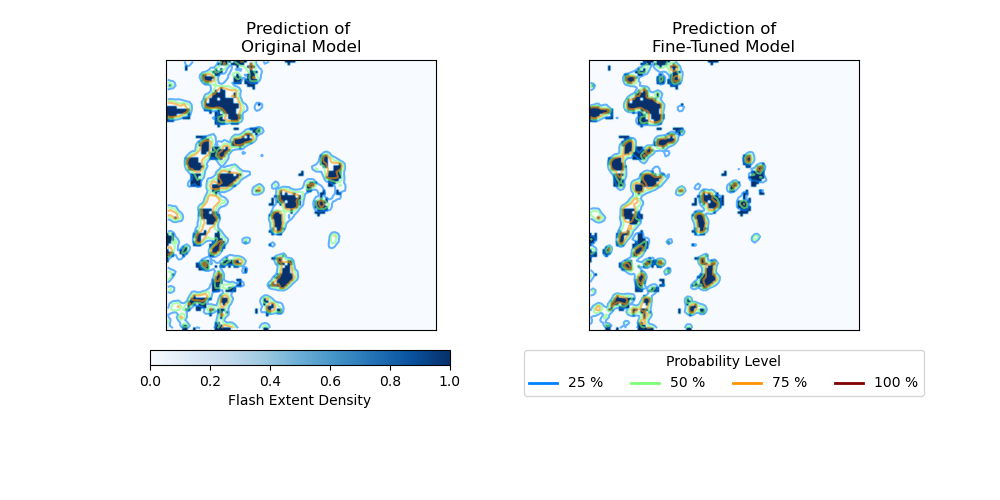 Prediction of
Original Model
Prediction of
Fine-Tuned Model
0.0 0.2 0.4 0.6 0.8 1.0
Flash Extent Density
Probability Level
25 % 50 % 75 % 100 %